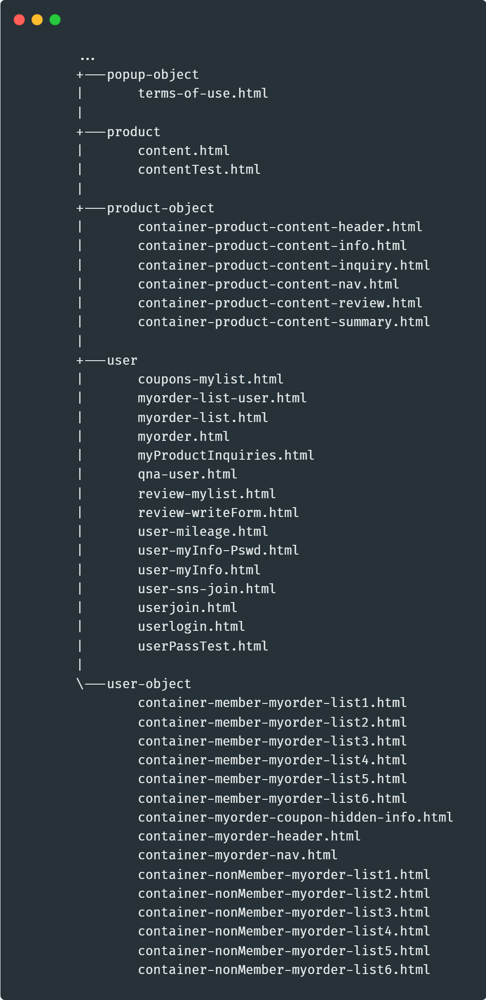 ...
+---popup-object
|       terms-of-use.html
|
+---product
|       content.html
|       contentTest.html
|
+---product-object
|       container-product-content-header.html
|       container-product-content-info.html
|       container-product-content-inquiry.html
|       container-product-content-nav.html
|       container-product-content-review.html
|       container-product-content-summary.html
|
+---user
|       coupons-mylist.html
|       myorder-list-user.html
|       myorder-list.html
|       myorder.html
|       myProductInquiries.html
|       qna-user.html
|       review-mylist.html
|       review-writeForm.html
|       user-mileage.html
|       user-myInfo-Pswd.html
|       user-myInfo.html
|       user-sns-join.html
|       userjoin.html
|       userlogin.html
|       userPassTest.html
|
\---user-object
        container-member-myorder-list1.html
        container-member-myorder-list2.html
        container-member-myorder-list3.html
        container-member-myorder-list4.html
        container-member-myorder-list5.html
        container-member-myorder-list6.html
        container-myorder-coupon-hidden-info.html
        container-myorder-header.html
        container-myorder-nav.html
        container-nonMember-myorder-list1.html
        container-nonMember-myorder-list2.html
        container-nonMember-myorder-list3.html
        container-nonMember-myorder-list4.html
        container-nonMember-myorder-list5.html
        container-nonMember-myorder-list6.html